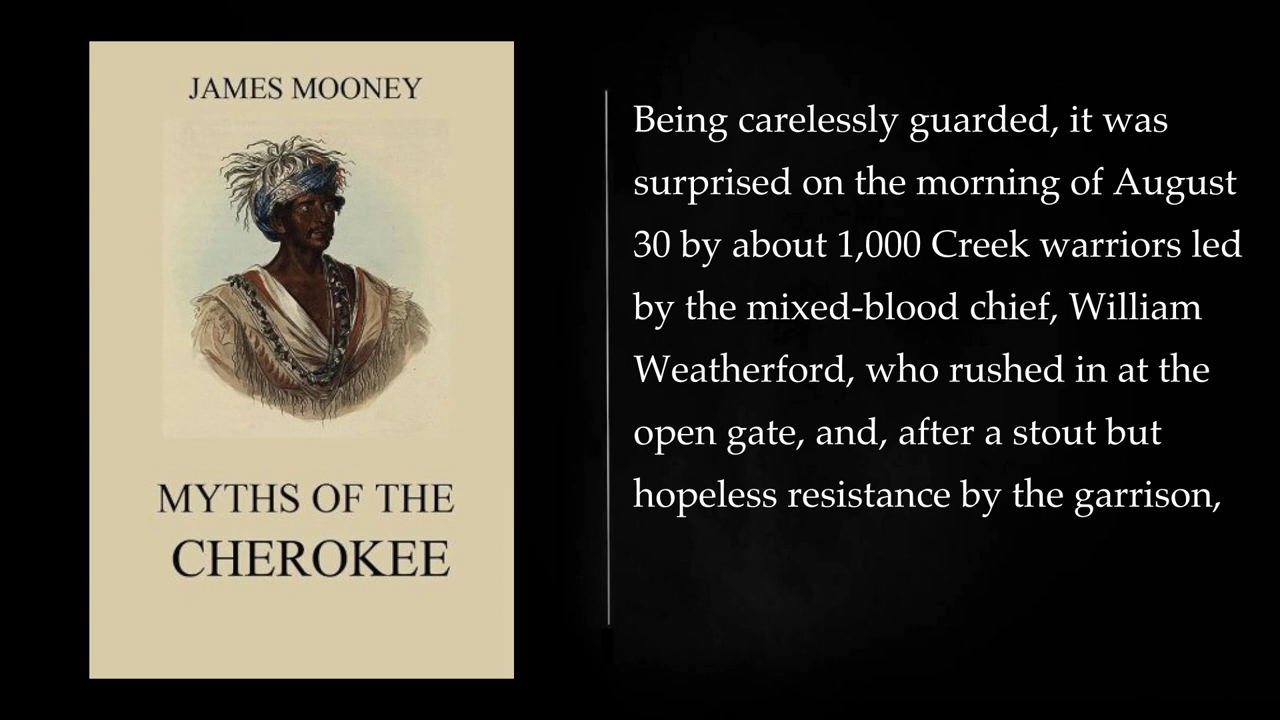 JAMES MOONEY
MYTHS OF THE
CHEROKEE
Being carelessly guarded, it was
surprised on the morning of August
30 by about 1,000 Creek warriors led
by the mixed-blood chief, William
Weatherford, who rushed in at the
open gate, and, after a stout but
hopeless resistance by the garrison,